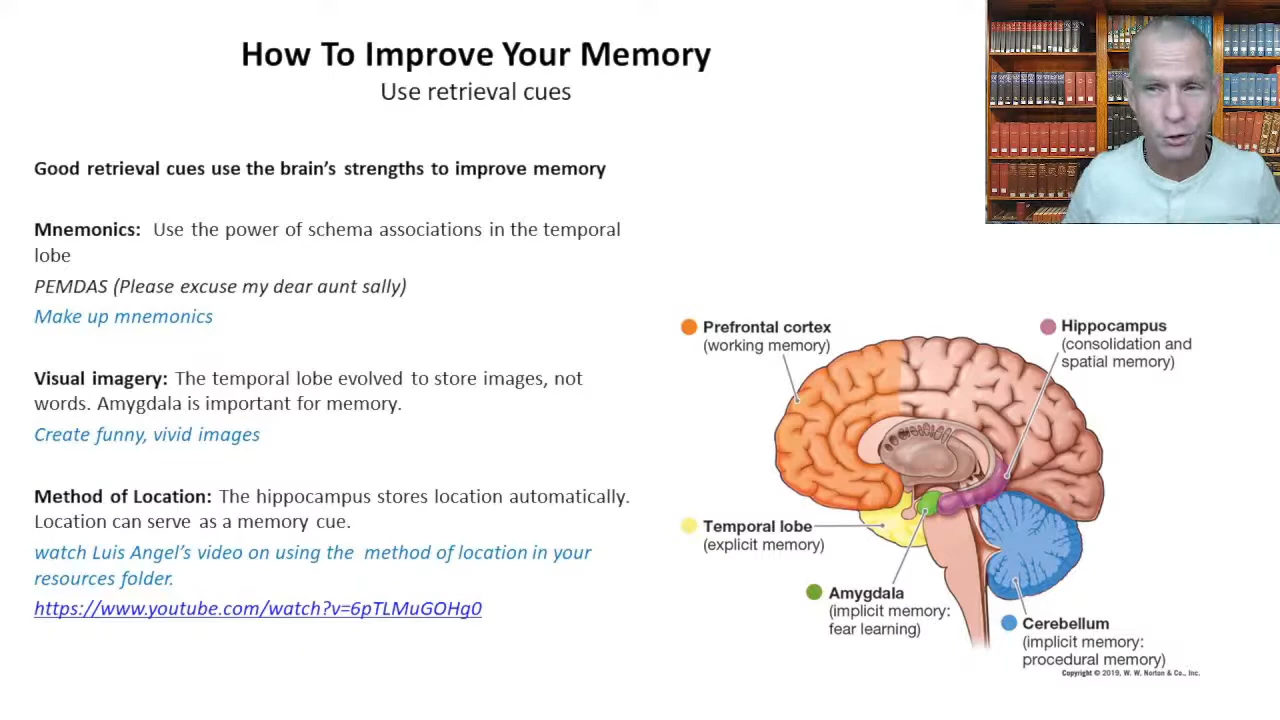 How To Improve Your Memory
Use retrieval cues
Good retrieval cues use the brain's strengths to improve memory
Mnemonics: Use the power of schema associations in the temporal
lobe
PEMDAS (Please excuse my dear aunt sally)
Make up mnemonics
Visual imagery: The temporal lobe evolved to store images, not
words. Amygdala is important for memory.
Create funny, vivid images
Method of Location: The hippocampus stores location automatically.
Location can serve as a memory cue.
watch Luis Angel's video on using the method of location in your
resources folder.
https://www.youtube.com/watch?v=6pTLMuGOHg0
Prefrontal cortex
(working memory)
Hippocampus
(consolidation and
spatial memory)
Temporal lobe
(explicit memory)
Amygdala
(implicit memory:
fear learning)
Cerebellum
(implicit memory:
procedural memory)
Copyright © 2019, W. W. Norton & Co., Inc.